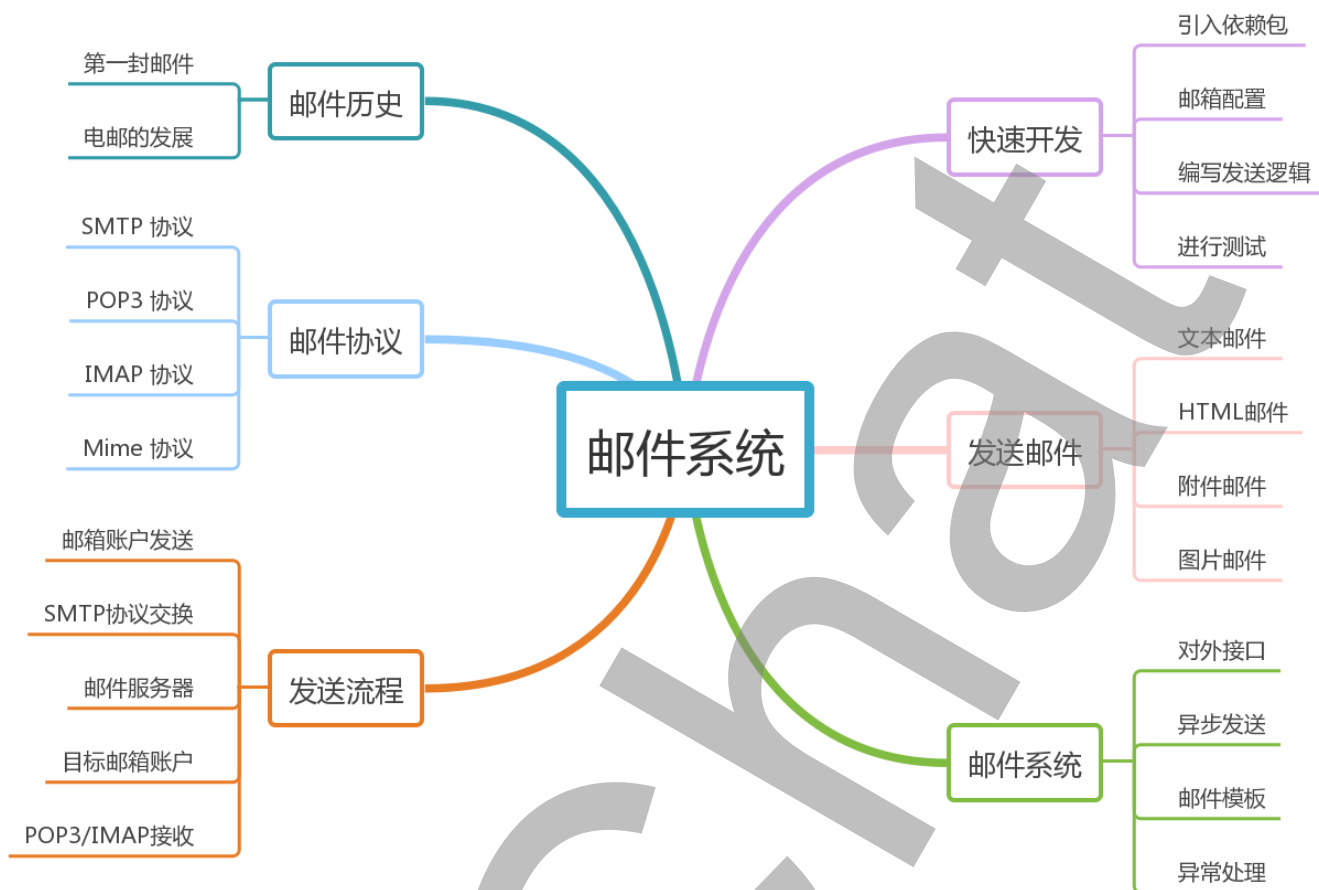 邮件系统
邮件历史
第一封邮件
电邮的发展
邮件协议
SMTP 协议
POP3 协议
IMAP 协议
Mime 协议
发送流程
邮箱账户发送
SMTP协议交换
邮件服务器
目标邮箱账户
POP3/IMAP接收
快速开发
引入依赖包
邮箱配置
编写发送逻辑
进行测试
发送邮件
文本邮件
HTML邮件
附件邮件
图片邮件
邮件系统
对外接口
异步发送
邮件模板
异常处理
Chat